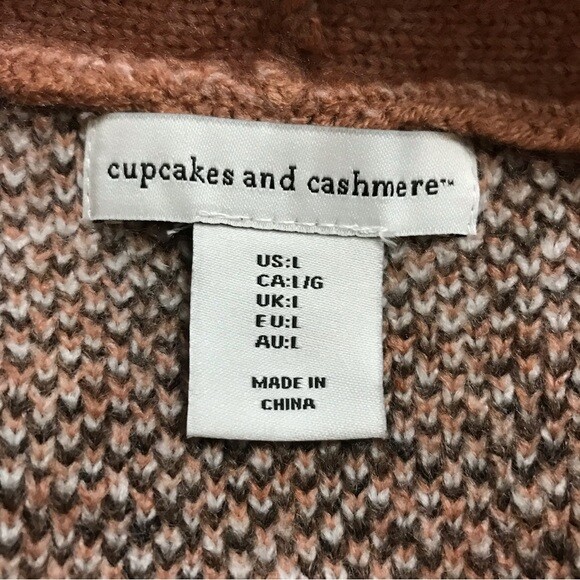 cupcakes and cashmere™
US:L
CA:L/G
UK:L
EU:L
AU:L
MADE IN
CHINA